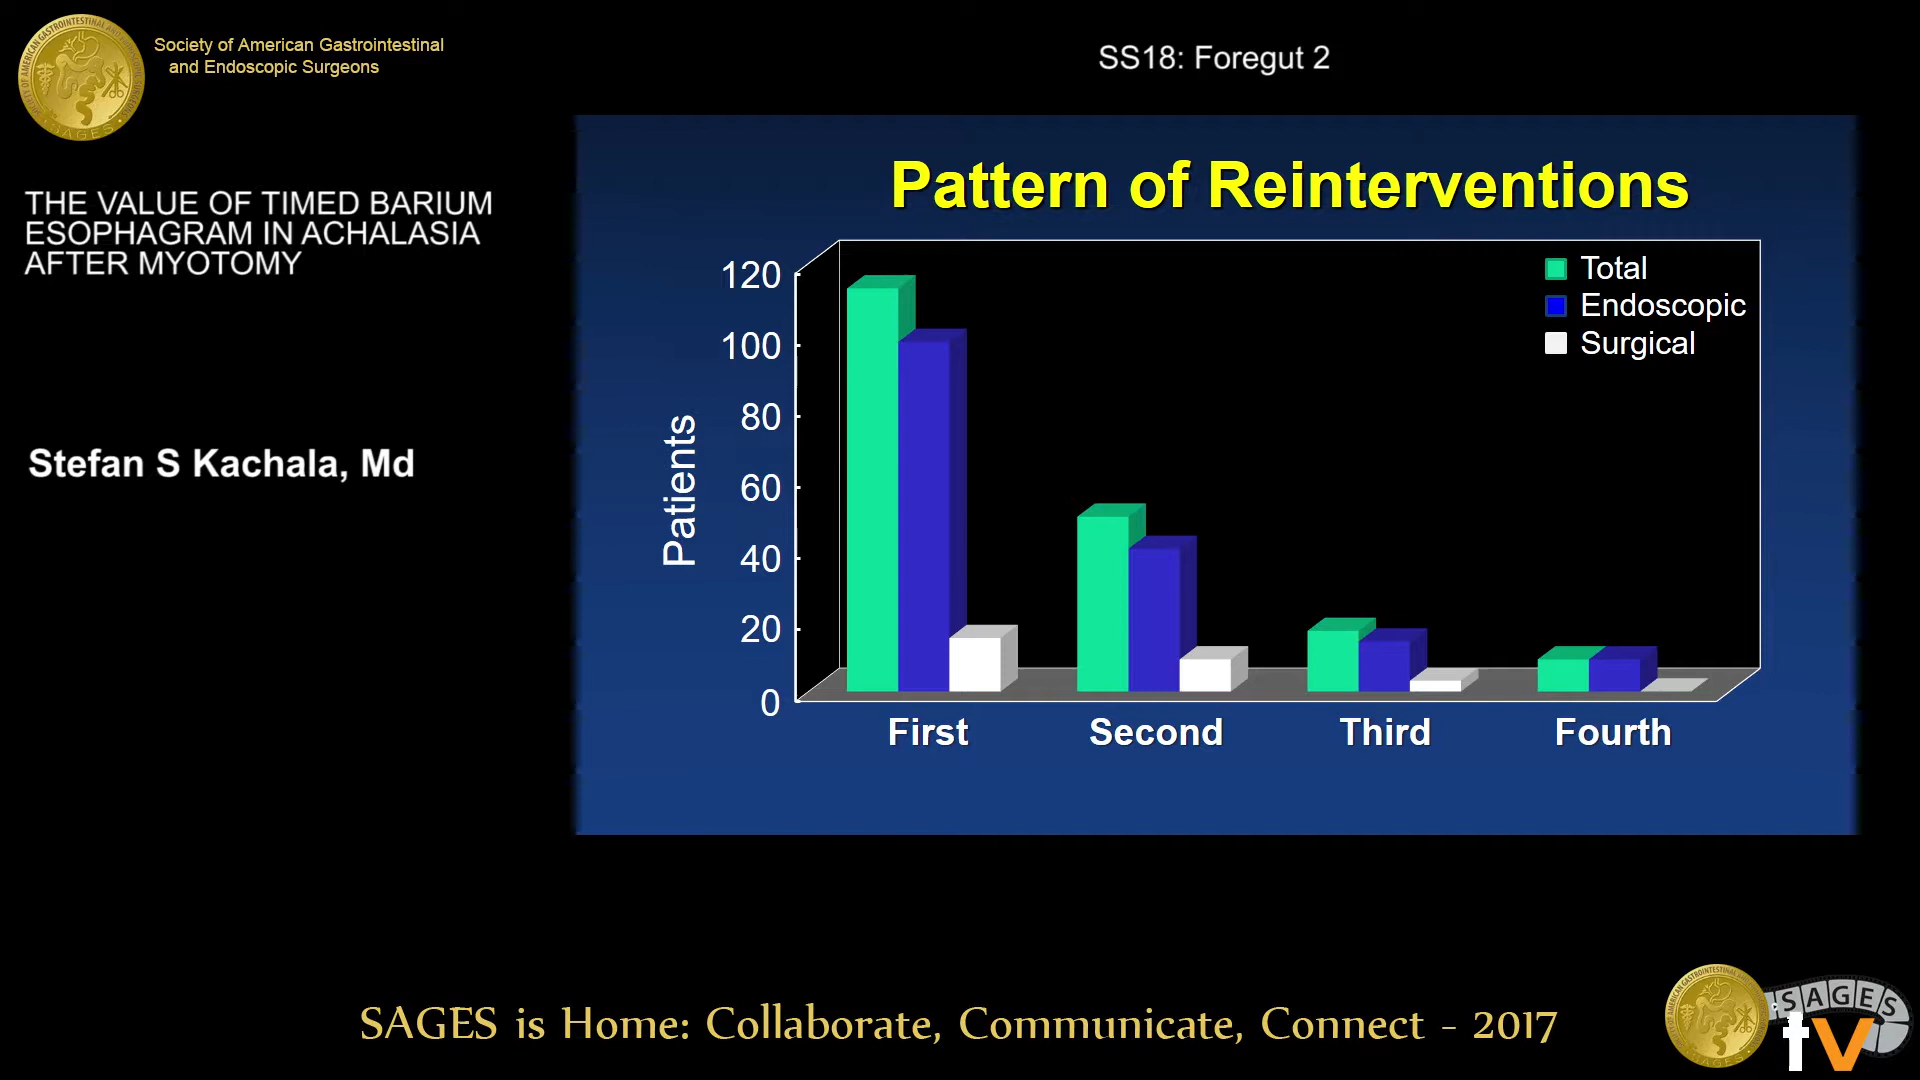 Society of American Gastrointestinal
and Endoscopic Surgeons
SS18: Foregut 2
THE VALUE OF TIMED BARIUM
ESOPHAGRAM IN ACHALASIA
AFTER MYOTOMY
Stefan S Kachala, Md
Pattern of Reinterventions
Total
Endoscopic
Surgical
Patients
120
100
80
60
40
20
0
First Second Third Fourth
SAGES is Home: Collaborate, Communicate, Connect - 2017
SAGES
tv